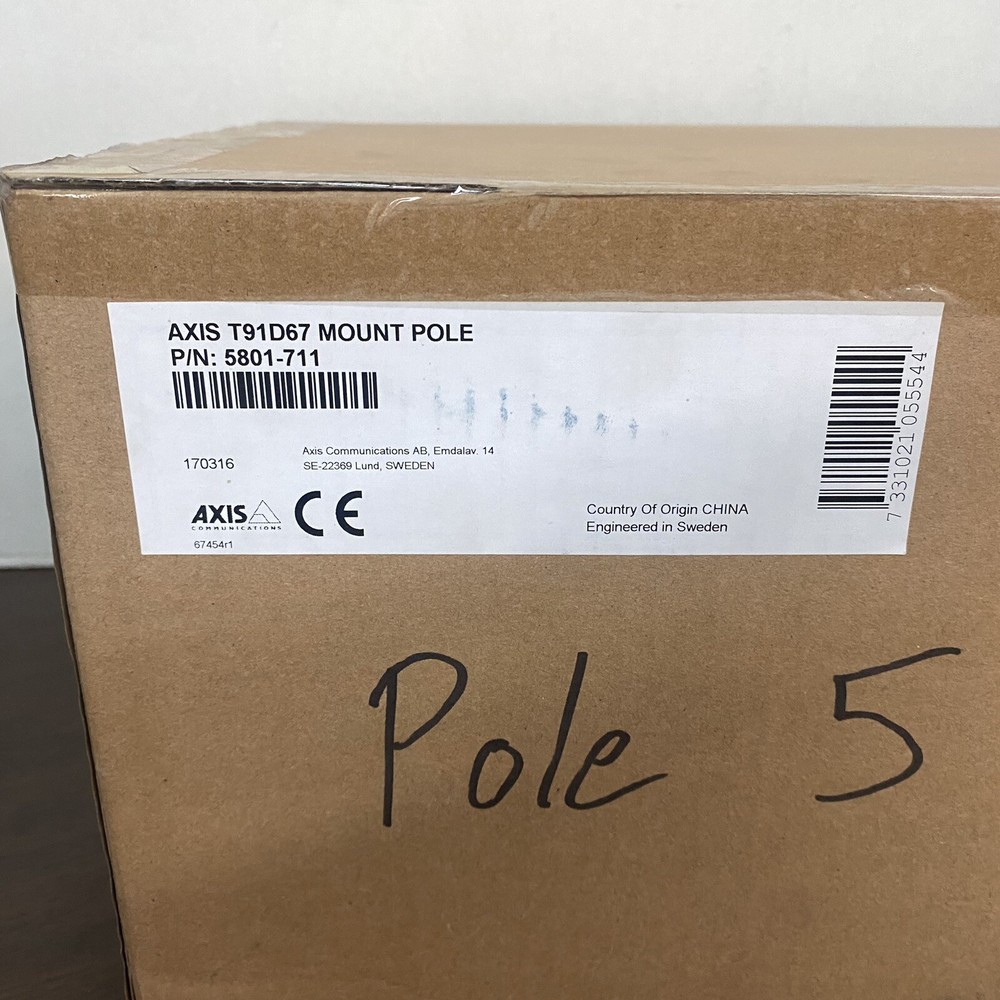 AXIS T91D67 MOUNT POLE
P/N: 5801-711
170316
Axis Communications AB, Emdalav. 14
SE-22369 Lund, SWEDEN
AXIS
COMMUNICATIONS
CE
67454r1
Country Of Origin CHINA
Engineered in Sweden
7 331021 055544
Pole 5